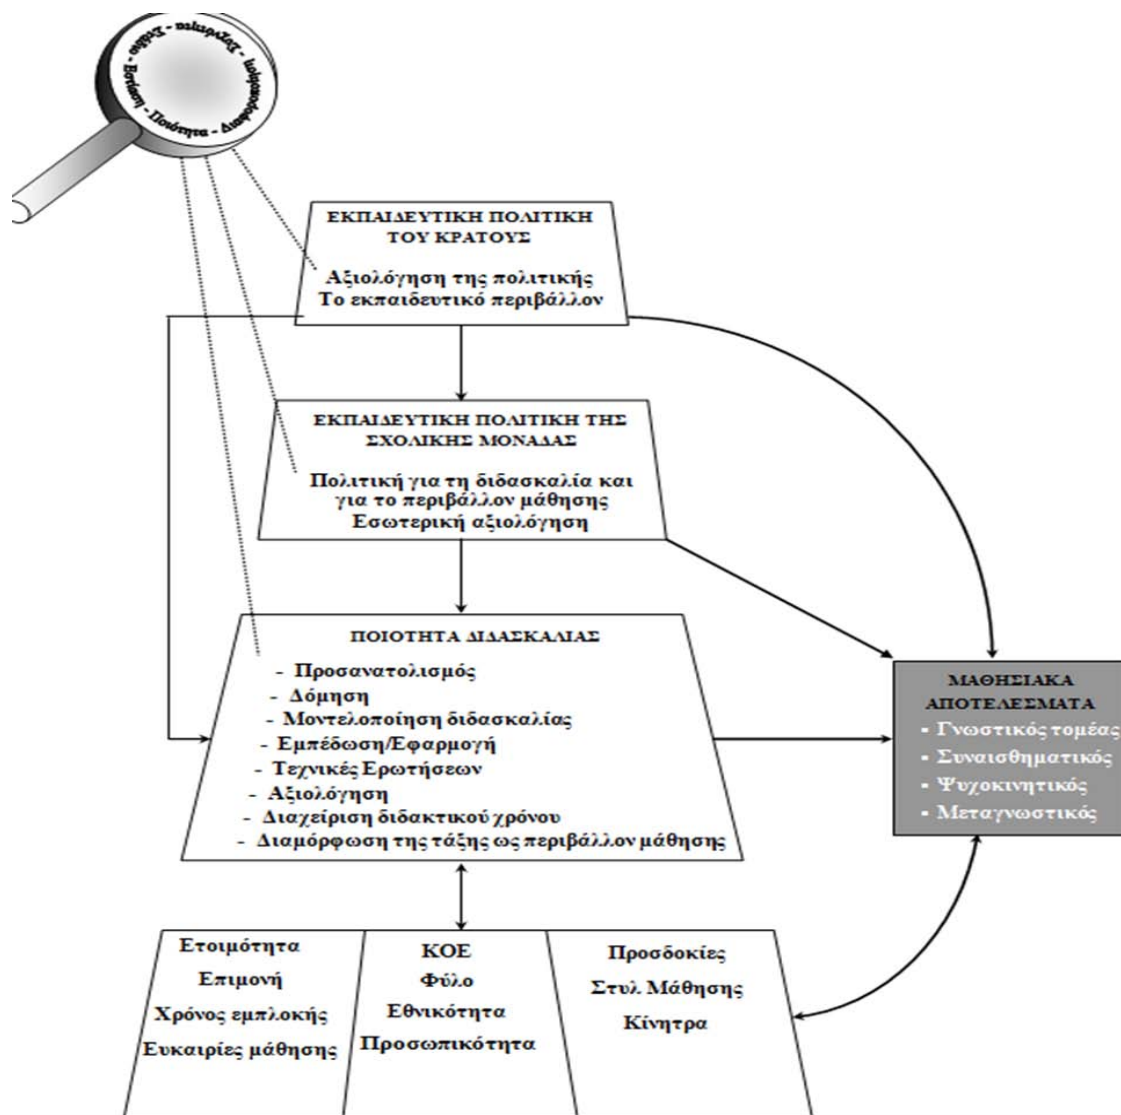 Εστίαση - Ποιότητα - Διαφοροποίηση - Συχνότητα - Στάδιο -
ΕΚΠΑΙΔΕΥΤΙΚΗ ΠΟΛΙΤΙΚΗ
ΤΟΥ ΚΡΑΤΟΥΣ
Αξιολόγηση της πολιτικής
Το εκπαιδευτικό περιβάλλον
ΕΚΠΑΙΔΕΥΤΙΚΗ ΠΟΛΙΤΙΚΗ ΤΗΣ
ΣΧΟΛΙΚΗΣ ΜΟΝΑΔΑΣ
Πολιτική για τη διδασκαλία και
για το περιβάλλον μάθησης
Εσωτερική αξιολόγηση
ΠΟΙΟΤΗΤΑ ΔΙΔΑΣΚΑΛΙΑΣ
- Προσανατολισμός
- Δόμηση
- Μοντελοποίηση διδασκαλίας
- Εμπέδωση/Εφαρμογή
- Τεχνικές Ερωτήσεων
- Αξιολόγηση
- Διαχείριση διδακτικού χρόνου
- Διαμόρφωση της τάξης ως περιβάλλον μάθησης
ΜΑΘΗΣΙΑΚΑ
ΑΠΟΤΕΛΕΣΜΑΤΑ
- Γνωστικός τομέας
- Συναισθηματικός
- Ψυχοκινητικός
- Μεταγνωστικός
Ετοιμότητα
Επιμονή
Χρόνος εμπλοκής
Ευκαιρίες μάθησης
ΚΟΕ
Φύλο
Εθνικότητα
Προσωπικότητα
Προσδοκίες
Στυλ Μάθησης
Κίνητρα